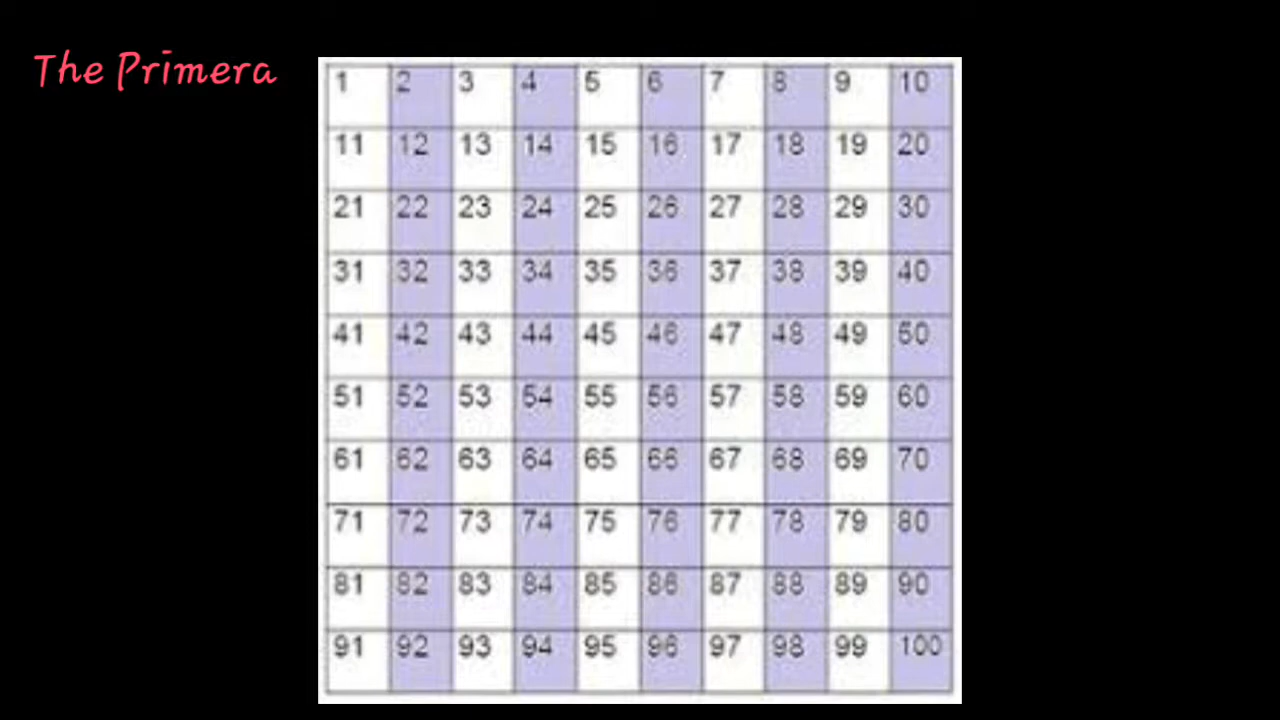 The Primera
1 2 3 4 5 6 7 8 9 10
11 12 13 14 15 16 17 18 19 20
21 22 23 24 25 26 27 28 29 30
31 32 33 34 35 36 37 38 39 40
41 42 43 44 45 46 47 48 49 50
51 52 53 54 55 56 57 58 59 60
61 62 63 64 65 66 67 68 69 70
71 72 73 74 75 76 77 78 79 80
81 82 83 84 85 86 87 88 89 90
91 92 93 94 95 96 97 98 99 100